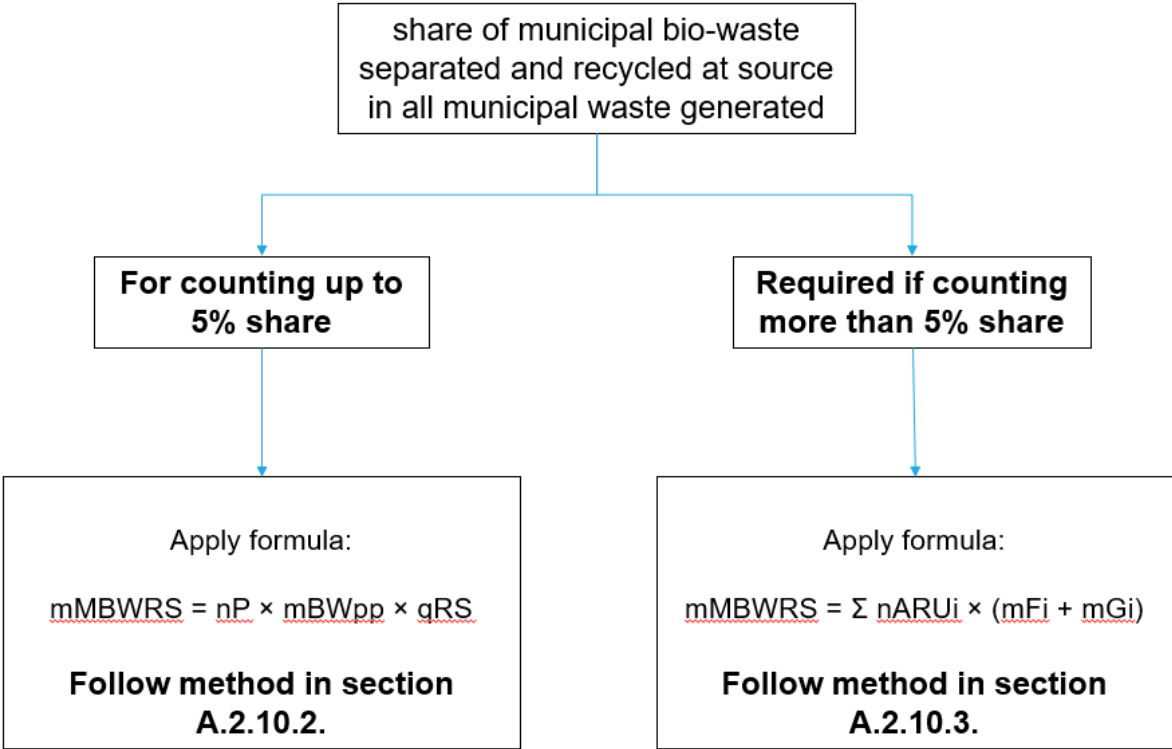 share of municipal bio-waste
separated and recycled at source
in all municipal waste generated
For counting up to
5% share
Required if counting
more than 5% share
Apply formula:
mMBWRS = nP × mBWpp × qRS
Follow method in section
A.2.10.2.
Apply formula:
mMBWRS = Σ nARUi × (mFi + mGi)
Follow method in section
A.2.10.3.